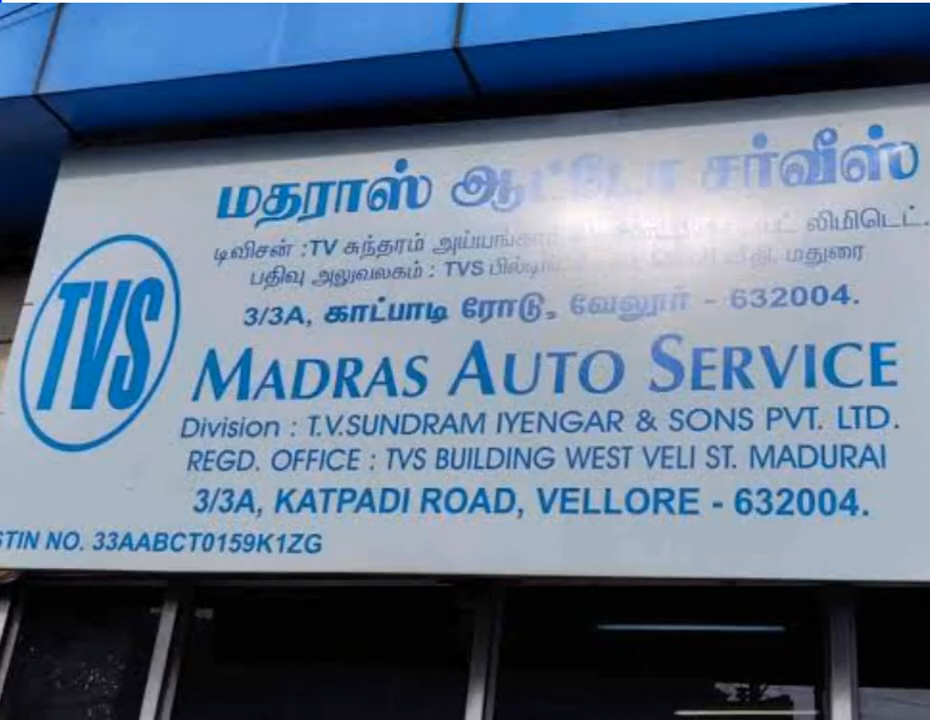 மதராஸ் ஆட்டோ சர்வீஸ்
டிவிசன் : TV சுந்தரம் அய்யங்கார் லிமிடெட்.
பதிவு அலுவலகம் : TVS வீதி, மதுரை
3/3A, காட்பாடி ரோடு, வேலூர் - 632004.
TVS
MADRAS AUTO SERVICE
Division : T.V.SUNDRAM IYENGAR & SONS PVT. LTD.
REGD. OFFICE : TVS BUILDING WEST VELI ST. MADURAI
3/3A, KATPADI ROAD, VELLORE - 632004.
STIN NO. 33AABCT0159K1ZG